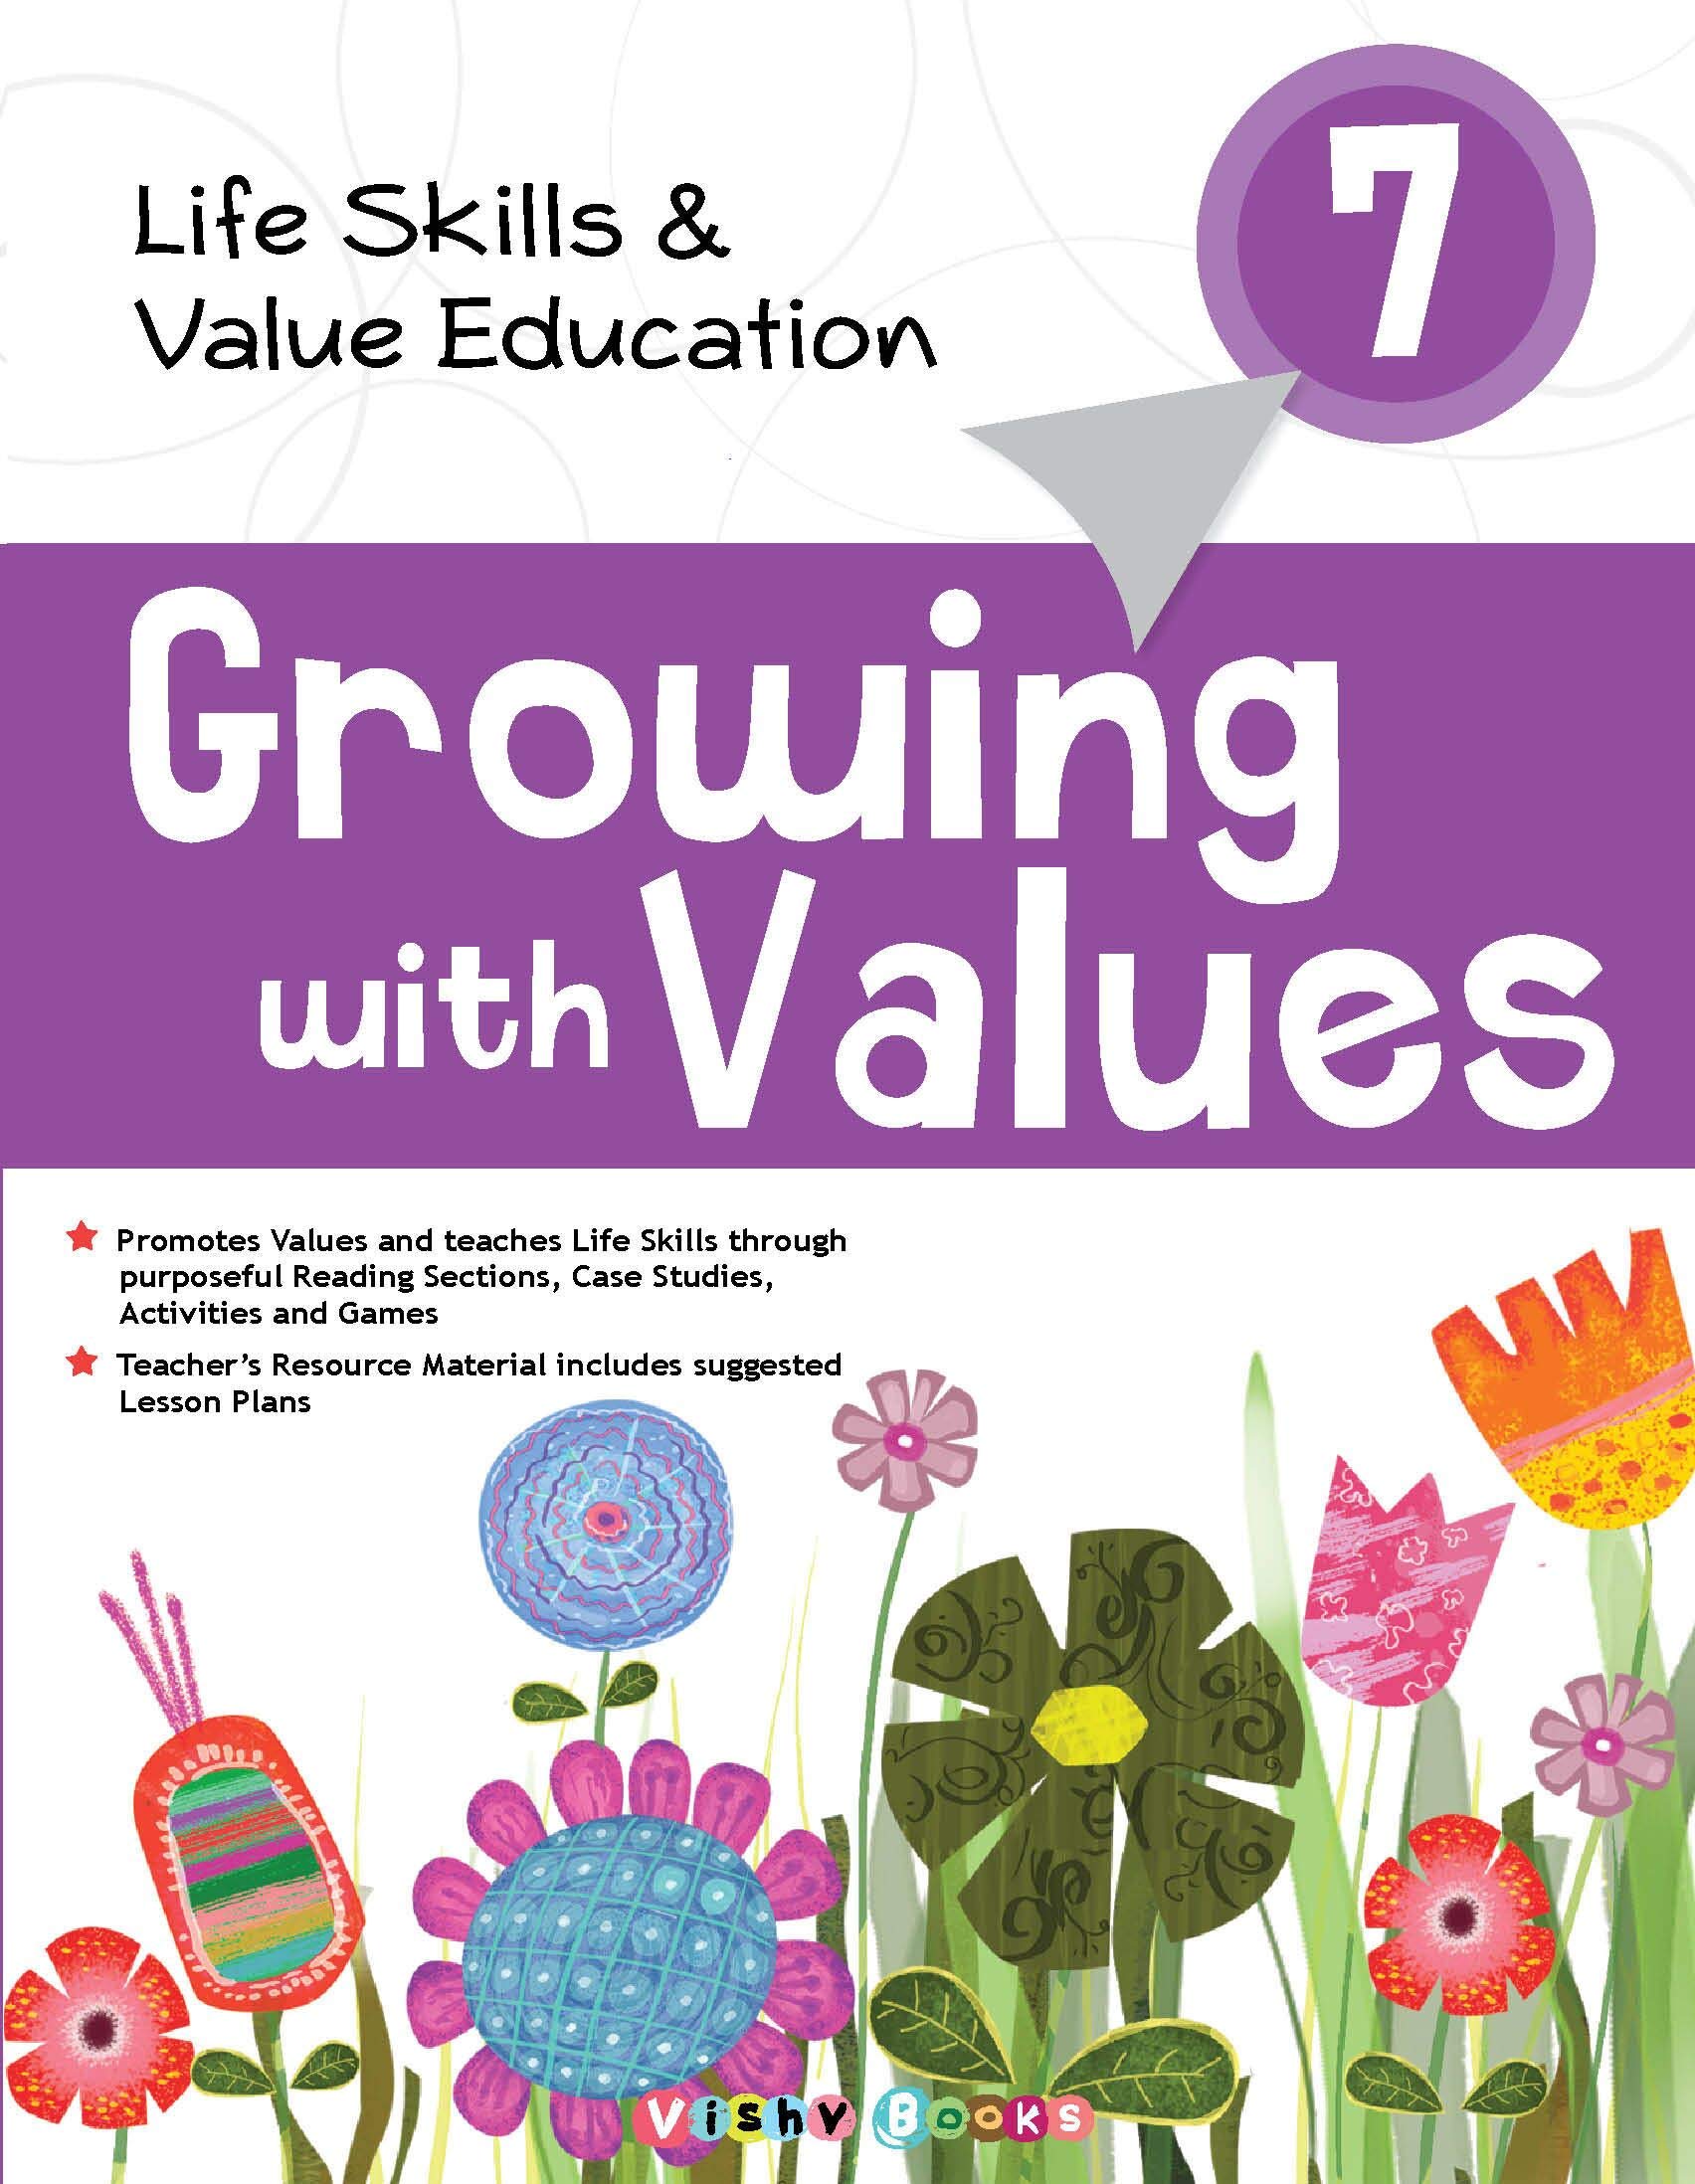 7
Life Skills &
Value Education
Growing
with Values
Promotes Values and teaches Life Skills through
purposeful Reading Sections, Case Studies,
Activities and Games
Teacher’s Resource Material includes suggested
Lesson Plans
Vishv Books